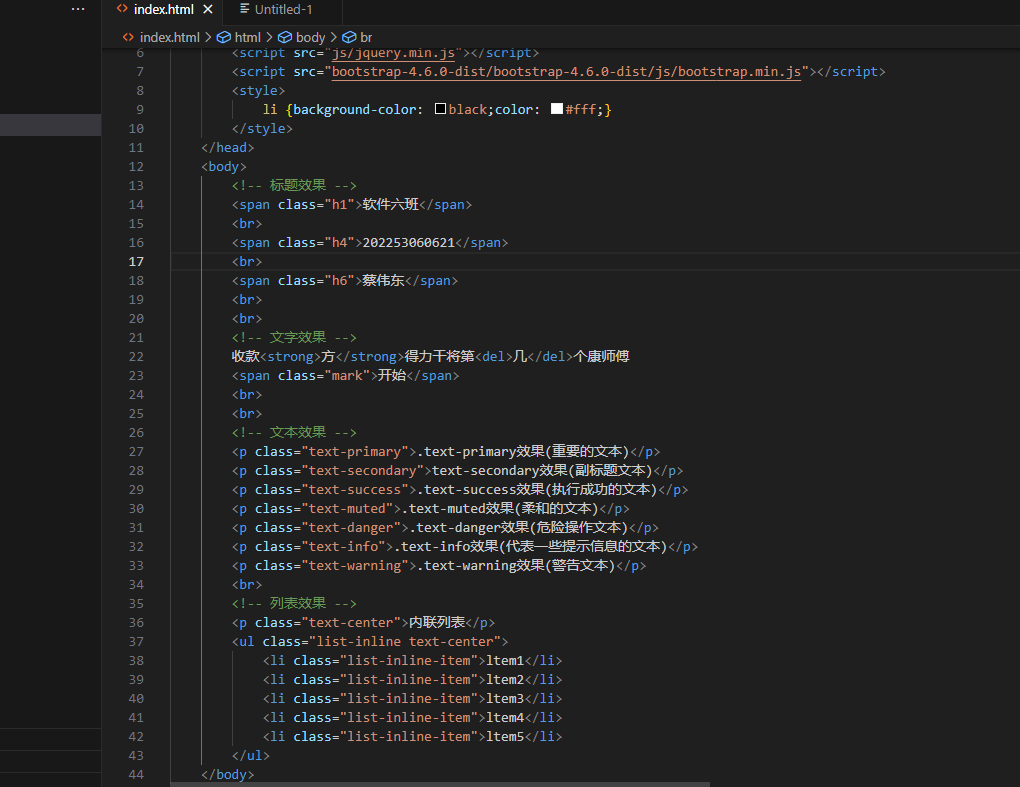 index.html
Untitled-1
index.html > html > body > br
6 <script src="js/jquery.min.js"></script>
7 <script src="bootstrap-4.6.0-dist/bootstrap-4.6.0-dist/js/bootstrap.min.js"></script>
8 <style>
9 li {background-color: black;color: #fff;}
10 </style>
11 </head>
12 <body>
13 <!-- 标题效果 -->
14 <span class="h1">软件六班</span>
15 <br>
16 <span class="h4">202253060621</span>
17 <br>
18 <span class="h6">蔡伟东</span>
19 <br>
20 <br>
21 <!-- 文字效果 -->
22 收款<strong>方</strong>得力干将第<del>几</del>个康师傅
23 <span class="mark">开始</span>
24 <br>
25 <br>
26 <!-- 文本效果 -->
27 <p class="text-primary">.text-primary效果(重要的文本)</p>
28 <p class="text-secondary">text-secondary效果(副标题文本)</p>
29 <p class="text-success">.text-success效果(执行成功的文本)</p>
30 <p class="text-muted">.text-muted效果(柔和的文本)</p>
31 <p class="text-danger">.text-danger效果(危险操作文本)</p>
32 <p class="text-info">.text-info效果(代表一些提示信息的文本)</p>
33 <p class="text-warning">.text-warning效果(警告文本)</p>
34 <br>
35 <!-- 列表效果 -->
36 <p class="text-center">内联列表</p>
37 <ul class="list-inline text-center">
38 <li class="list-inline-item">ltem1</li>
39 <li class="list-inline-item">ltem2</li>
40 <li class="list-inline-item">ltem3</li>
41 <li class="list-inline-item">ltem4</li>
42 <li class="list-inline-item">ltem5</li>
43 </ul>
44 </body>